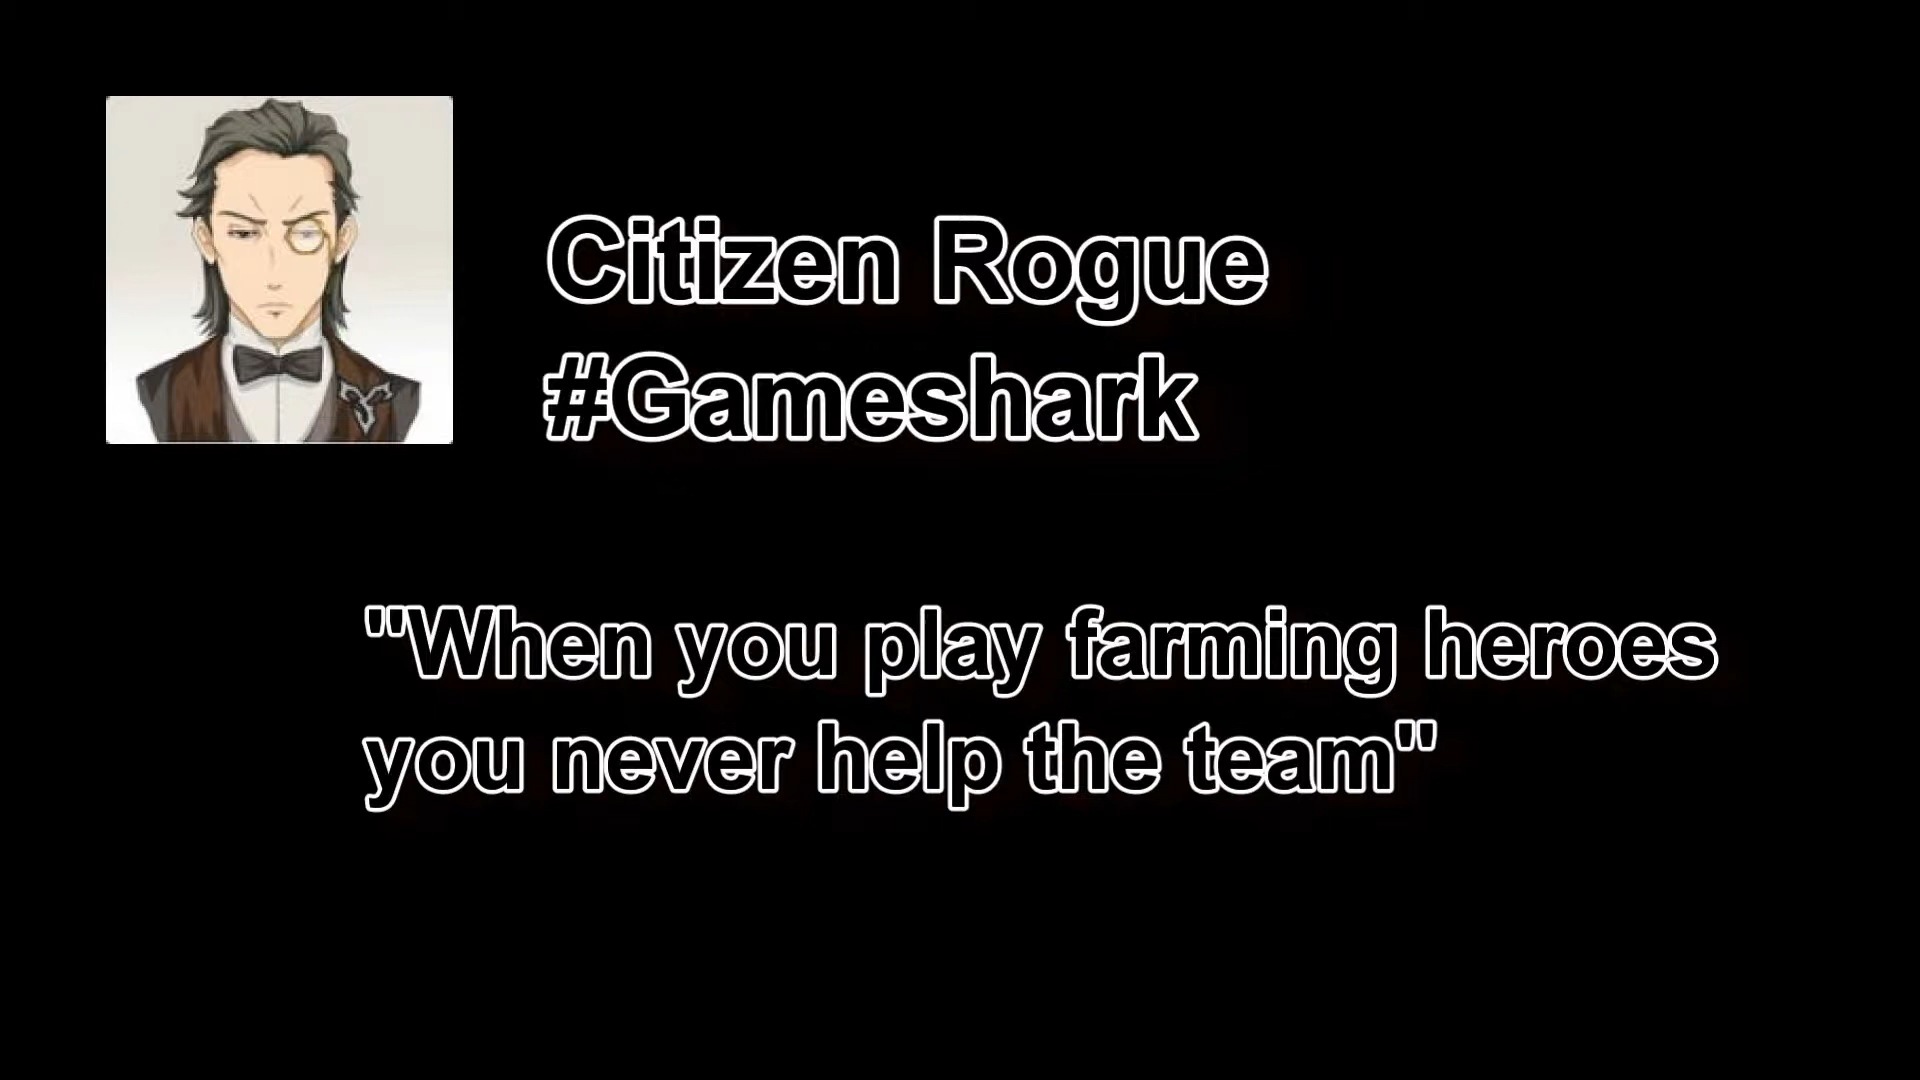 Citizen Rogue
#Gameshark
"When you play farming heroes
you never help the team"